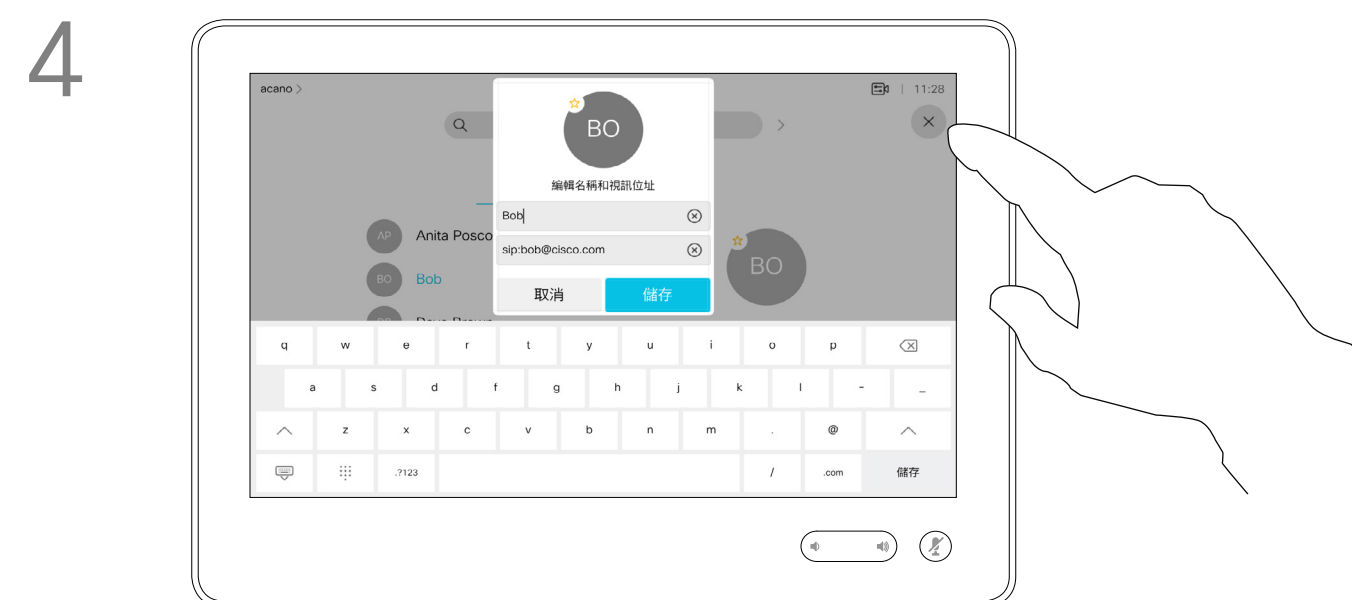 4
acano >
11:28
BO
編輯名稱和視訊位址
Bob
sip:bob@cisco.com
取消
儲存
AP
Anita Posco
BO
Bob
BO
q w e r t y u i o p
a s d f g h j k l - _
z x c v b n m . @
.?123 / .com 儲存